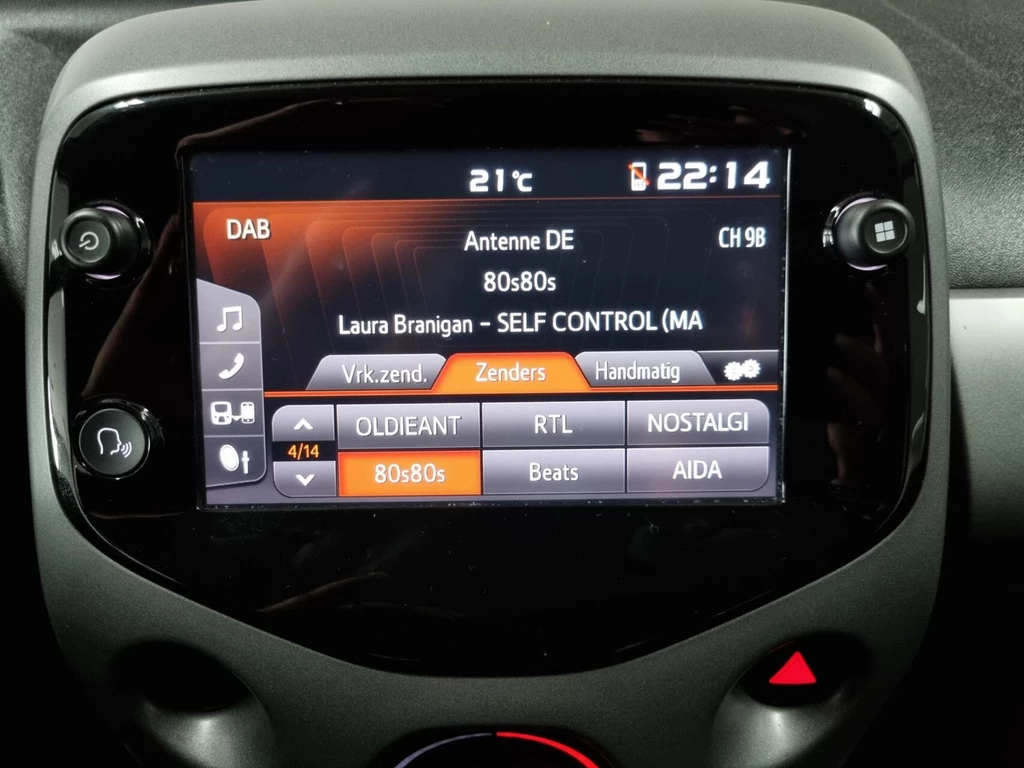 21°C 22:14
DAB
Antenne DE CH 9B
80s80s
Laura Branigan - SELF CONTROL (MA
Vrk.zend. Zenders Handmatig
OLDIEANT RTL NOSTALGI
4/14
80s80s Beats AIDA